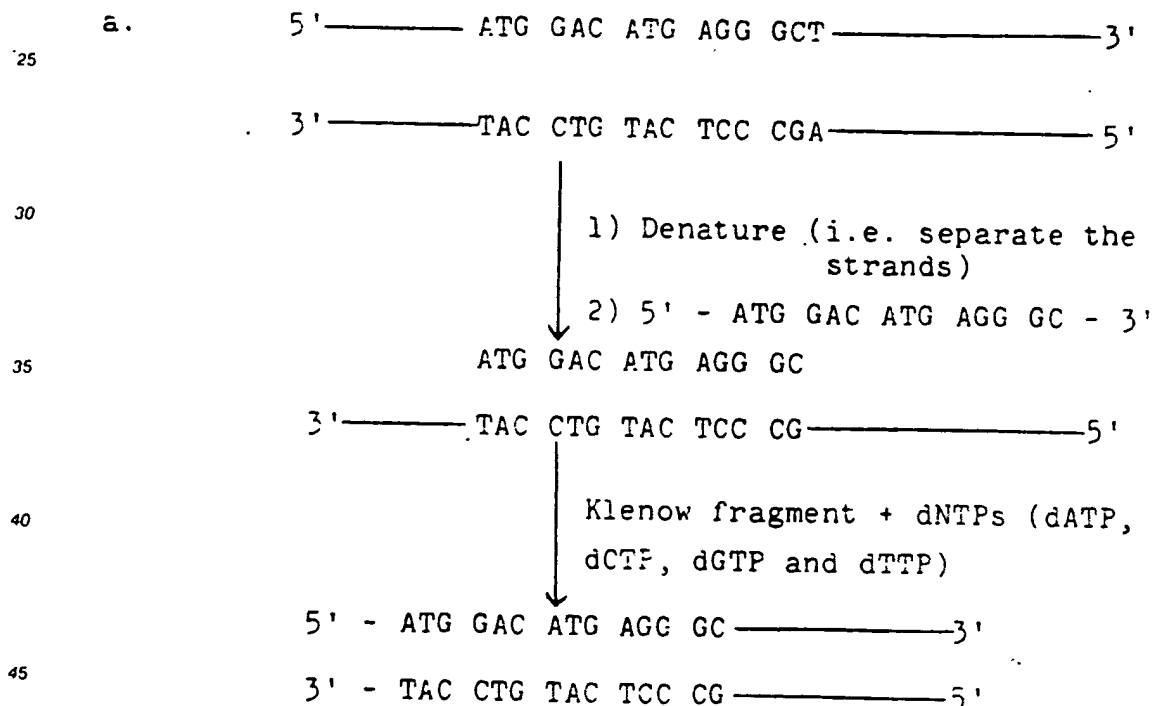 a. 5' ATG GAC ATG AGG GCT 3'
25
3' TAC CTG TAC TCC CGA 5'
30
1) Denature (i.e. separate the
strands)
2) 5' - ATG GAC ATG AGG GC - 3'
35
ATG GAC ATG AGG GC
3' TAC CTG TAC TCC CG 5'
40
Klenow fragment + dNTPs (dATP,
dCTP, dGTP and dTTP)
5' - ATG GAC ATG AGG GC 3'
45
3' - TAC CTG TAC TCC CG 5'